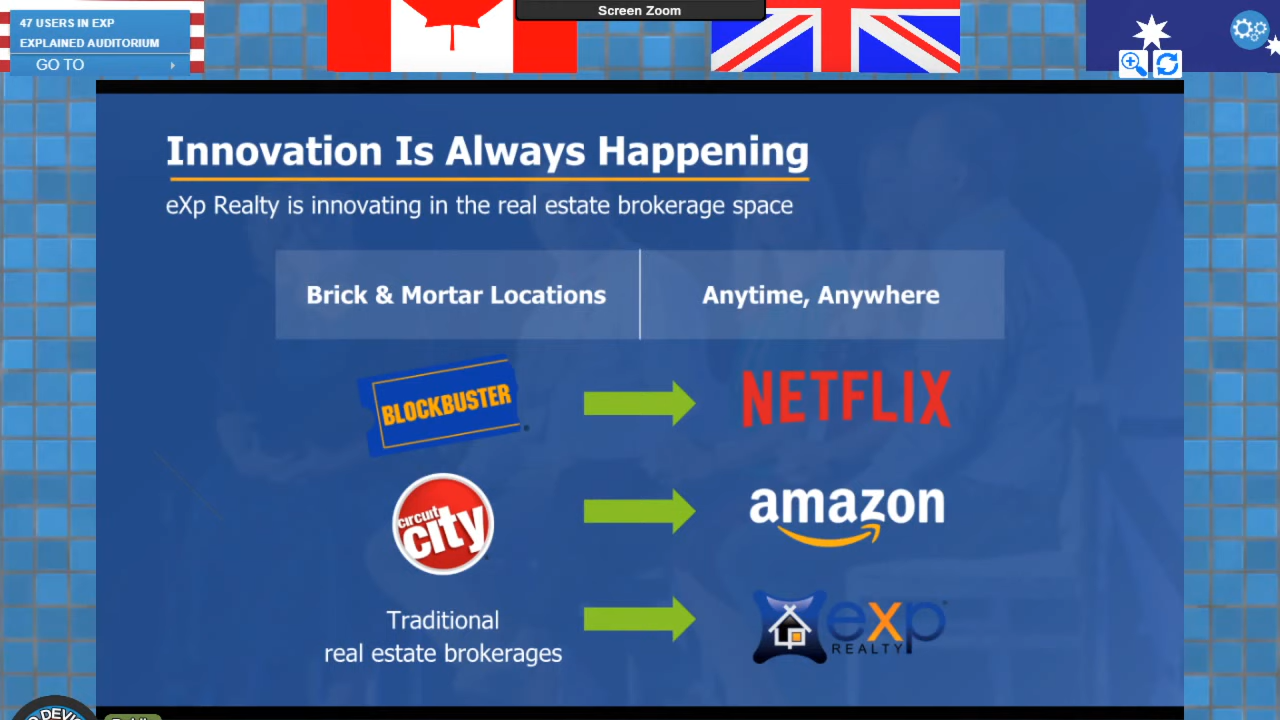 Screen Zoom
47 USERS IN EXP
EXPLAINED AUDITORIUM
GO TO
Innovation Is Always Happening
eXp Realty is innovating in the real estate brokerage space
Brick & Mortar Locations
Anytime, Anywhere
BLOCKBUSTER
NETFLIX
circuit
city
amazon
Traditional
real estate brokerages
exp
REALTY